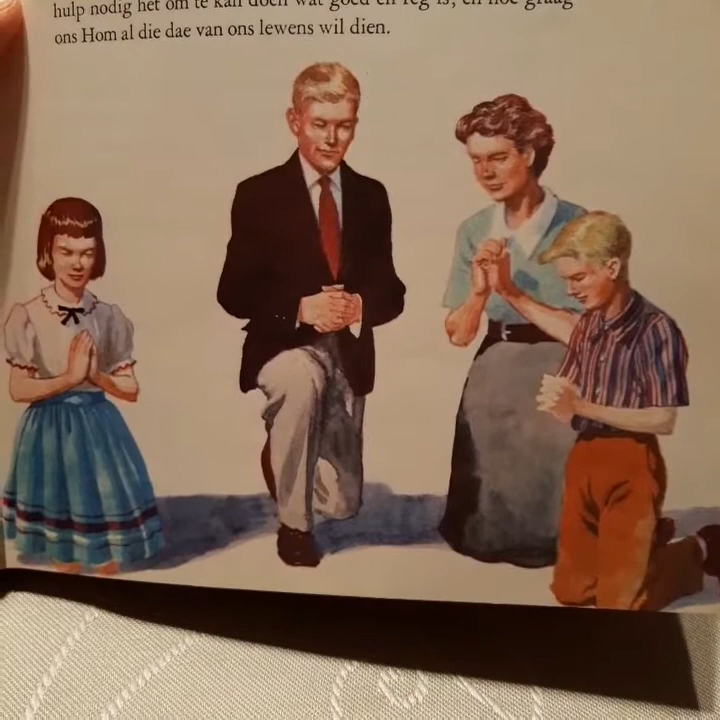 hulp nodig het om te kan doen wat goed en reg is, en hoe graag
ons Hom al die dae van ons lewens wil dien.